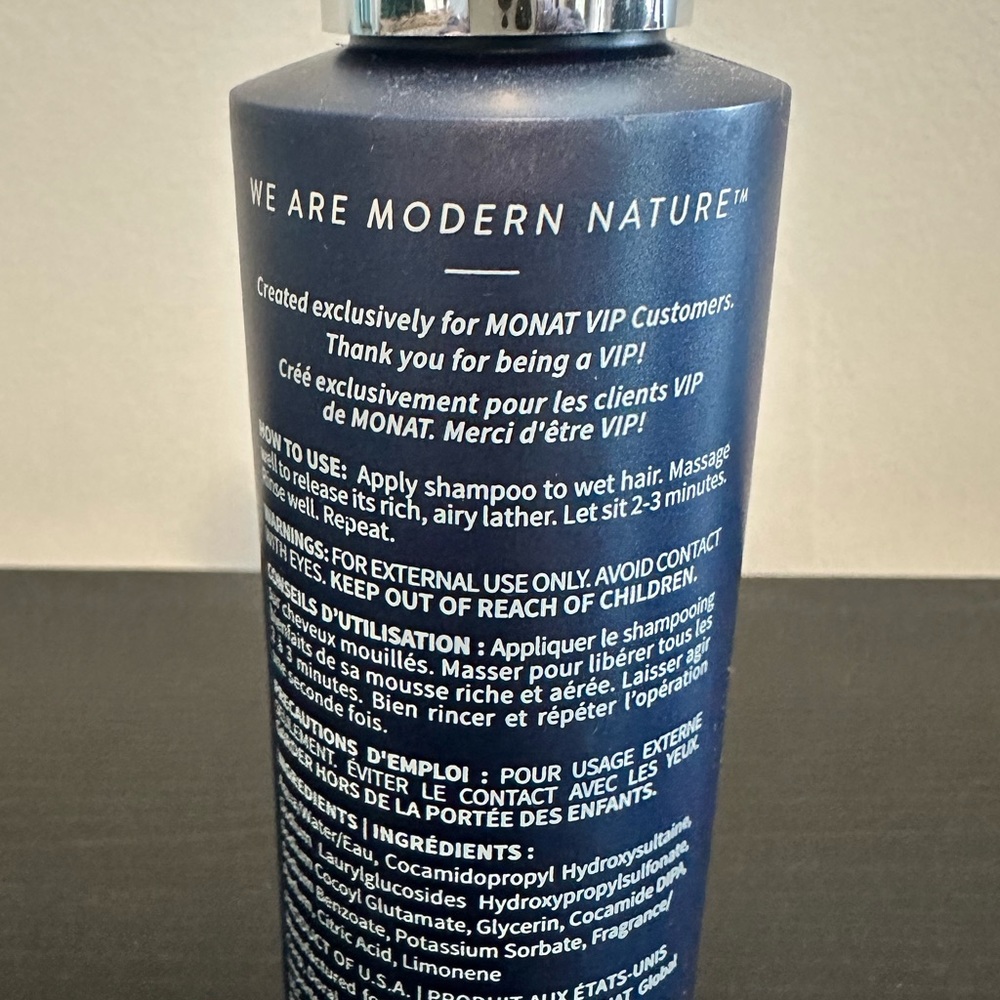 WE ARE MODERN NATURE™
Created exclusively for MONAT VIP Customers.
Thank you for being a VIP!
Créé exclusivement pour les clients VIP
de MONAT. Merci d'être VIP!
HOW TO USE: Apply shampoo to wet hair. Massage
well to release its rich, airy lather. Let sit 2-3 minutes.
Rinse well. Repeat.
WARNINGS: FOR EXTERNAL USE ONLY. AVOID CONTACT
WITH EYES. KEEP OUT OF REACH OF CHILDREN.
CONSEILS D'UTILISATION : Appliquer le shampooing
sur cheveux mouillés. Masser pour libérer tous les
bienfaits de sa mousse riche et aérée. Laisser agir
2 à 3 minutes. Bien rincer et répéter l'opération
une seconde fois.
PRÉCAUTIONS D'EMPLOI : POUR USAGE EXTERNE
SEULEMENT. ÉVITER LE CONTACT AVEC LES YEUX.
GARDER HORS DE LA PORTÉE DES ENFANTS.
INGREDIENTS | INGRÉDIENTS :
Water/Eau, Cocamidopropyl Hydroxysultaine,
Laurylglucosides Hydroxypropylsulfonate,
Cocoyl Glutamate, Glycerin, Cocamide DIPA,
Benzoate, Potassium Sorbate, Fragrance/
Citric Acid, Limonene
PRODUCT OF U.S.A. | PRODUIT AUX ÉTATS-UNIS
Global